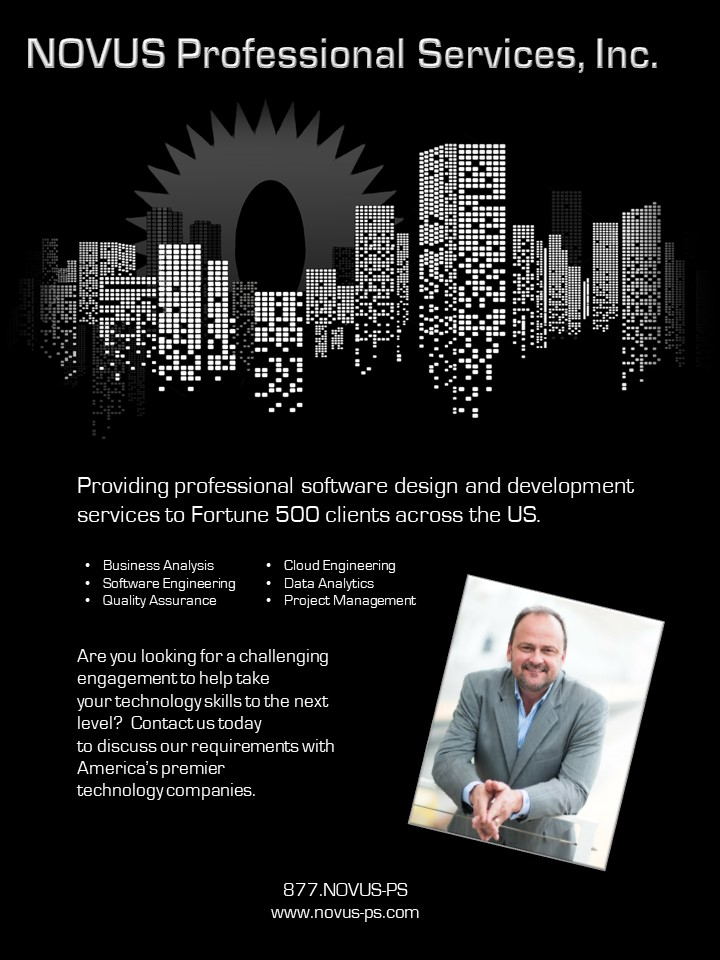 NOVUS Professional Services, Inc.
Providing professional software design and development
services to Fortune 500 clients across the US.
• Business Analysis
• Software Engineering
• Quality Assurance
• Cloud Engineering
• Data Analytics
• Project Management
Are you looking for a challenging
engagement to help take
your technology skills to the next
level? Contact us today
to discuss our requirements with
America's premier
technology companies.
877.NOVUS-PS
www.novus-ps.com